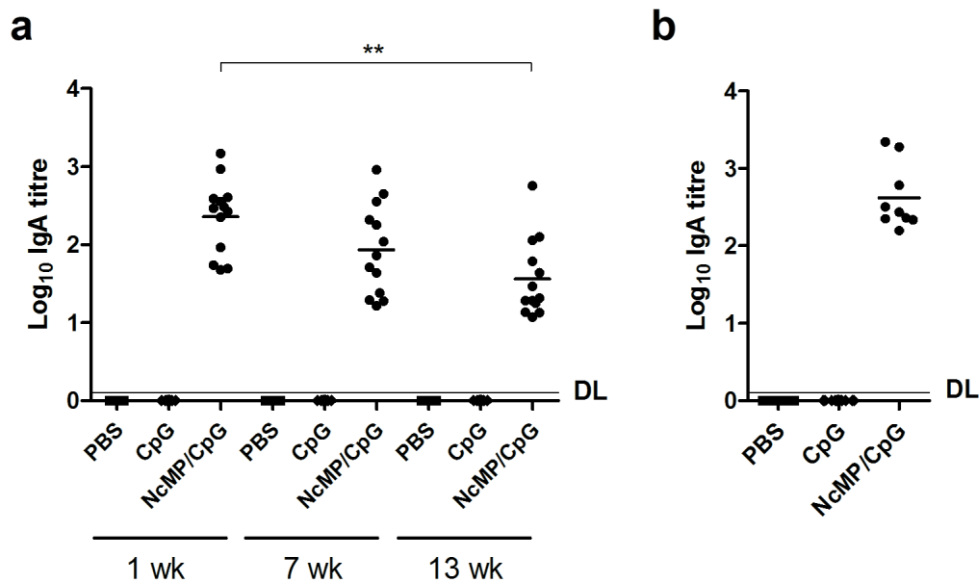 a
**
Log10 IgA titre
4
3
2
1
0
DL
PBS
CpG
NcMP/CpG
PBS
CpG
NcMP/CpG
PBS
CpG
NcMP/CpG
1 wk
7 wk
13 wk
b
Log10 IgA titre
4
3
2
1
0
DL
PBS
CpG
NcMP/CpG